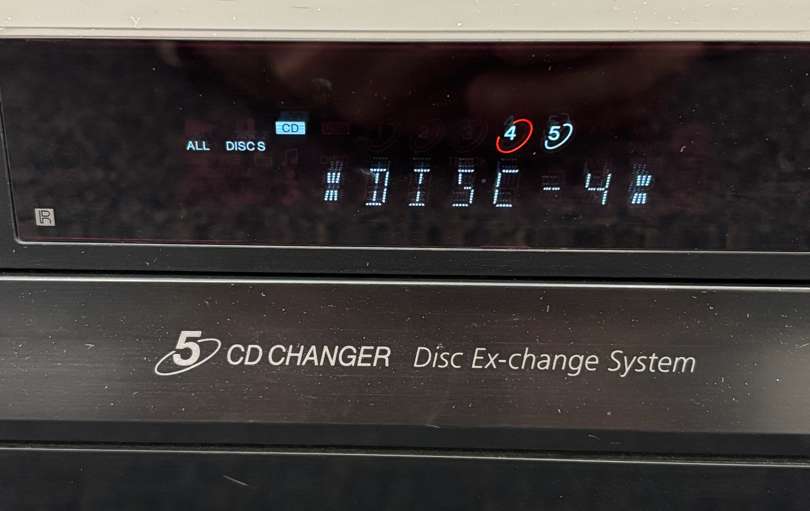 CD
4 5
ALL DISCS
DISC-4
5 CD CHANGER Disc Ex-change System